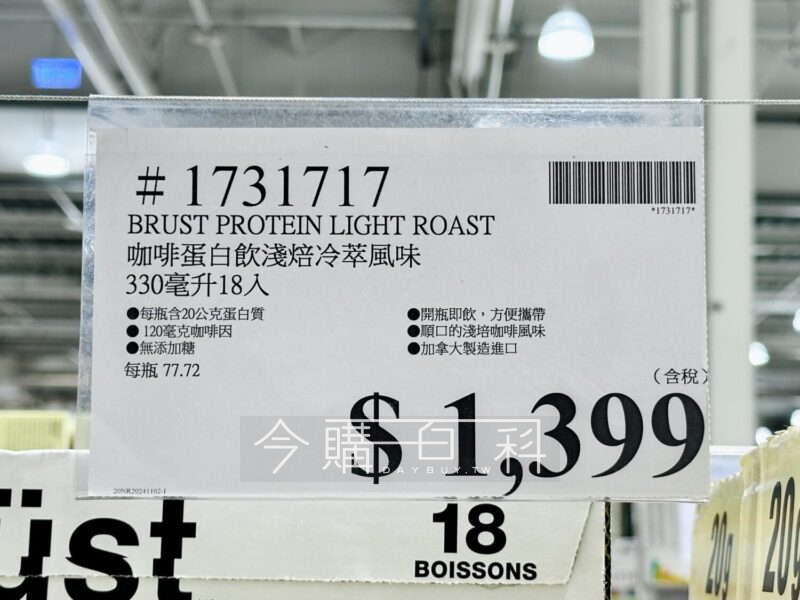 # 1731717
*1731717*
BRUST PROTEIN LIGHT ROAST
咖啡蛋白飲淺焙冷萃風味
330毫升18入
●每瓶含20公克蛋白質
●120毫克咖啡因
●無添加糖
●開瓶即飲，方便攜帶
●順口的淺培咖啡風味
●加拿大製造進口
每瓶 77.72
（含稅）
$ 1,399
今購百科
TODAYBUY.TW
20NR20241102-1
üst
18
BOISSONS
20g
20g